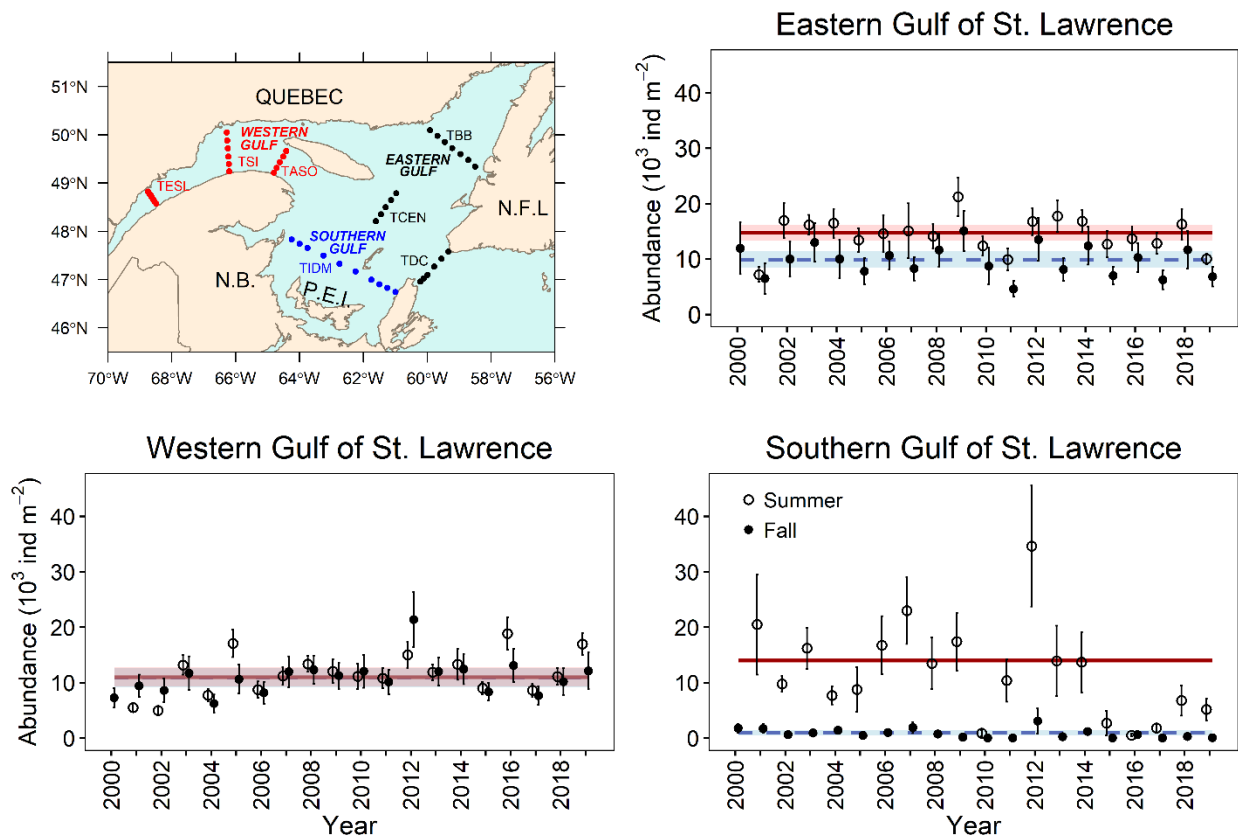 Eastern Gulf of St. Lawrence
51°N
50°N
49°N
48°N
47°N
46°N
QUEBEC
WESTERN
GULF
TSI
TASO
TESL
TBB
EASTERN
GULF
TCEN
N.F.L
SOUTHERN
GULF
TIDM
TDC
N.B.
P.E.I.
70°W 68°W 66°W 64°W 62°W 60°W 58°W 56°W
Abundance (10³ ind m⁻²)
40
30
20
10
0
2000 2002 2004 2006 2008 2010 2012 2014 2016 2018
Western Gulf of St. Lawrence
Abundance (10³ ind m⁻²)
40
30
20
10
0
2000 2002 2004 2006 2008 2010 2012 2014 2016 2018
Year
Southern Gulf of St. Lawrence
Summer
Fall
40
30
20
10
0
2000 2002 2004 2006 2008 2010 2012 2014 2016 2018
Year